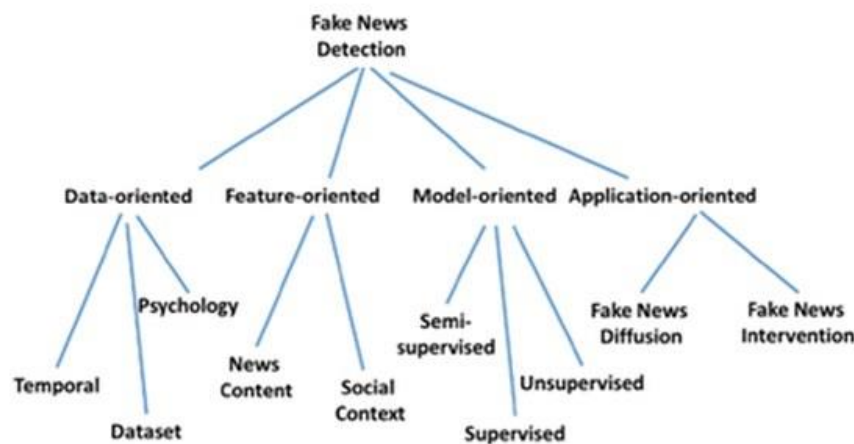 Fake News
Detection
Data-oriented
Feature-oriented
Model-oriented
Application-oriented
Psychology
Temporal
Dataset
News
Content
Social
Context
Semi-
supervised
Unsupervised
Supervised
Fake News
Diffusion
Fake News
Intervention